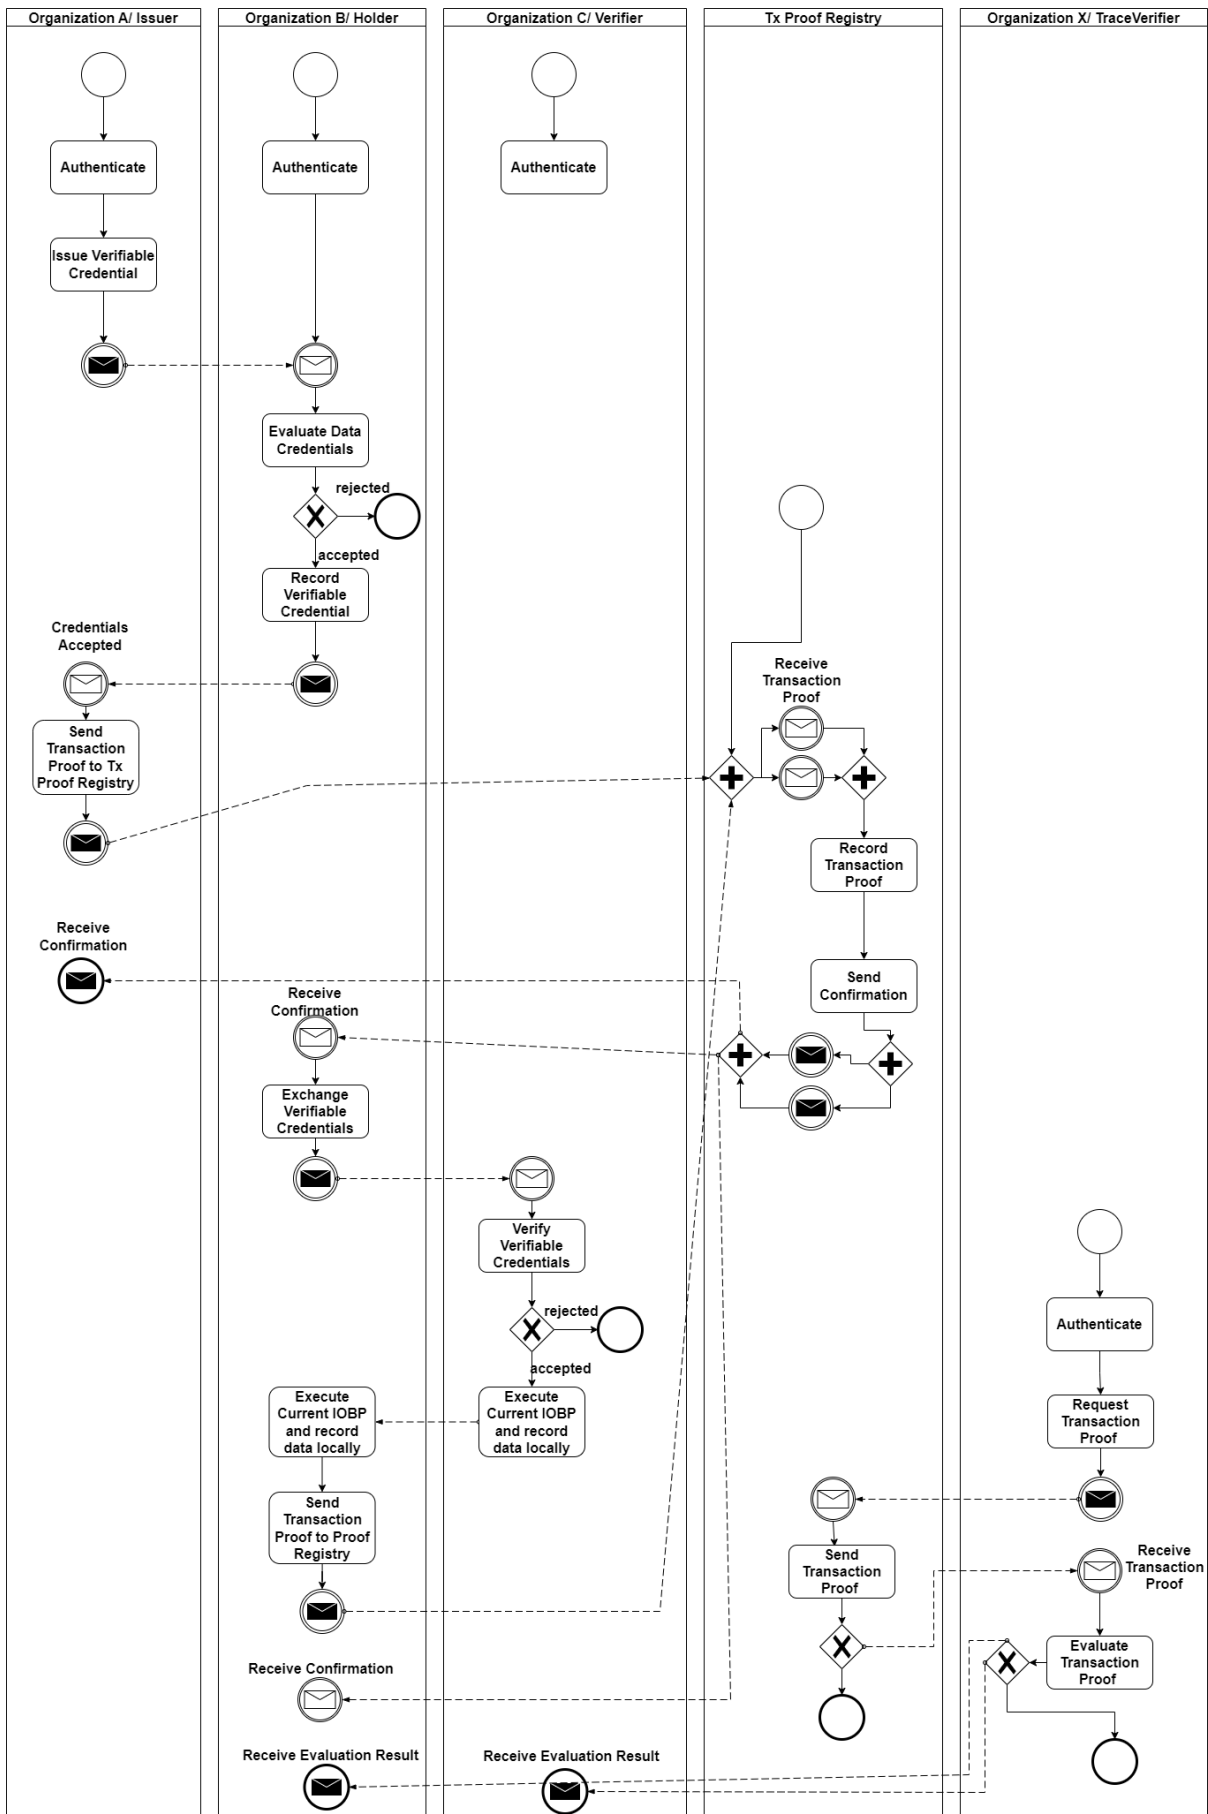 Organization A/ Issuer
Organization B/ Holder
Organization C/ Verifier
Tx Proof Registry
Organization X/ TraceVerifier
Authenticate
Authenticate
Authenticate
Issue Verifiable
Credential
Evaluate Data
Credentials
rejected
accepted
Record
Verifiable
Credential
Credentials
Accepted
Send
Transaction
Proof to Tx
Proof Registry
Receive
Transaction
Proof
Record
Transaction
Proof
Receive
Confirmation
Send
Confirmation
Receive
Confirmation
Exchange
Verifiable
Credentials
Verify
Verifiable
Credentials
rejected
accepted
Authenticate
Execute
Current IOBP
and record
data locally
Execute
Current IOBP
and record
data locally
Request
Transaction
Proof
Send
Transaction
Proof to Proof
Registry
Send
Transaction
Proof
Receive
Transaction
Proof
Evaluate
Transaction
Proof
Receive Confirmation
Receive Evaluation Result
Receive Evaluation Result